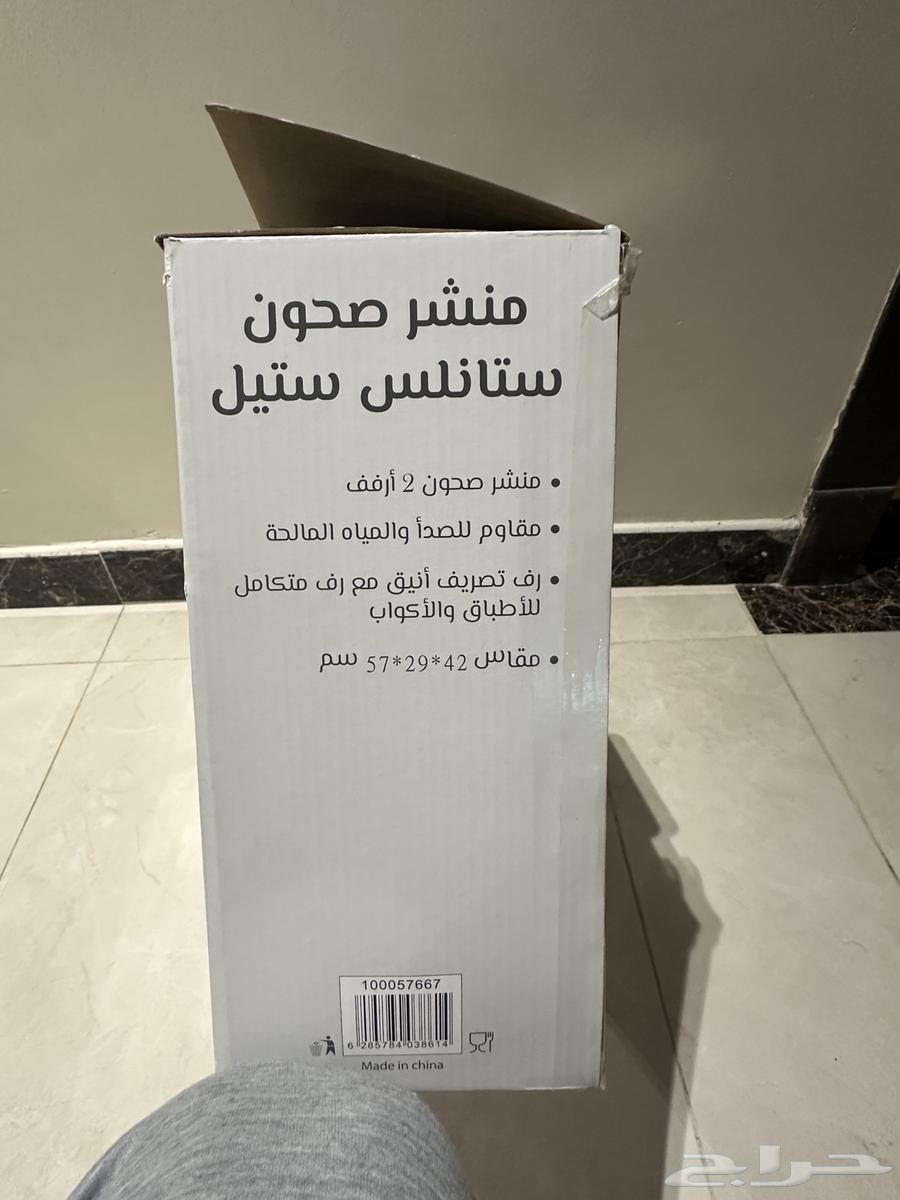 منشر صحون
ستانلس ستيل
• منشر صحون 2 أرفف
• مقاوم للصدأ والمياه المالحة
• رف تصريف أنيق مع رف متكامل
للأطباق والأكواب
• مقاس 42*29*57 سم
100057667
6 285784 038614
Made in china
حراج